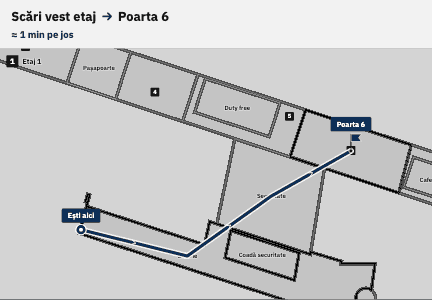 Scări vest etaj → Poarta 6
≈ 1 min pe jos
1 Etaj 1
Pașapoarte
4
Duty free
5
Poarta 6
Cafe
Ești aici
Coadă securitate